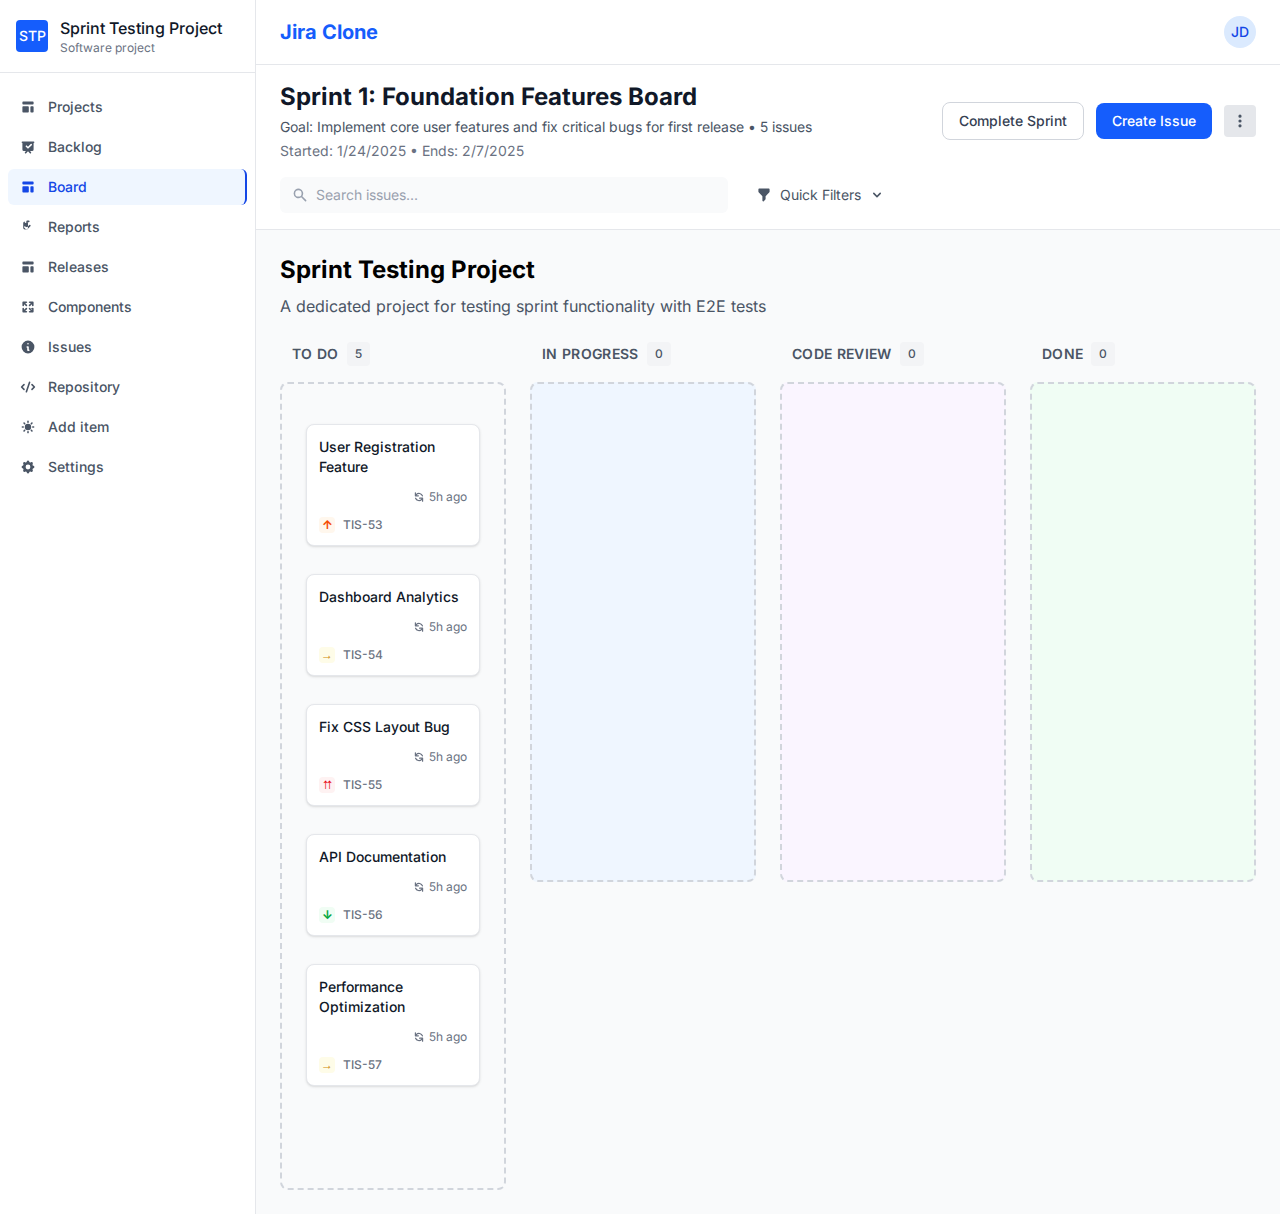 STP
Sprint Testing Project
Software project
Projects
Backlog
Board
Reports
Releases
Components
Issues
Repository
Add item
Settings
Jira Clone
JD
Sprint 1: Foundation Features Board
Goal: Implement core user features and fix critical bugs for first release • 5 issues
Started: 1/24/2025 • Ends: 2/7/2025
Complete Sprint
Create Issue
Search issues...
Quick Filters
Sprint Testing Project
A dedicated project for testing sprint functionality with E2E tests
TO DO 5
IN PROGRESS 0
CODE REVIEW 0
DONE 0
User Registration
Feature
5h ago
TIS-53
Dashboard Analytics
5h ago
TIS-54
Fix CSS Layout Bug
5h ago
TIS-55
API Documentation
5h ago
TIS-56
Performance
Optimization
5h ago
TIS-57